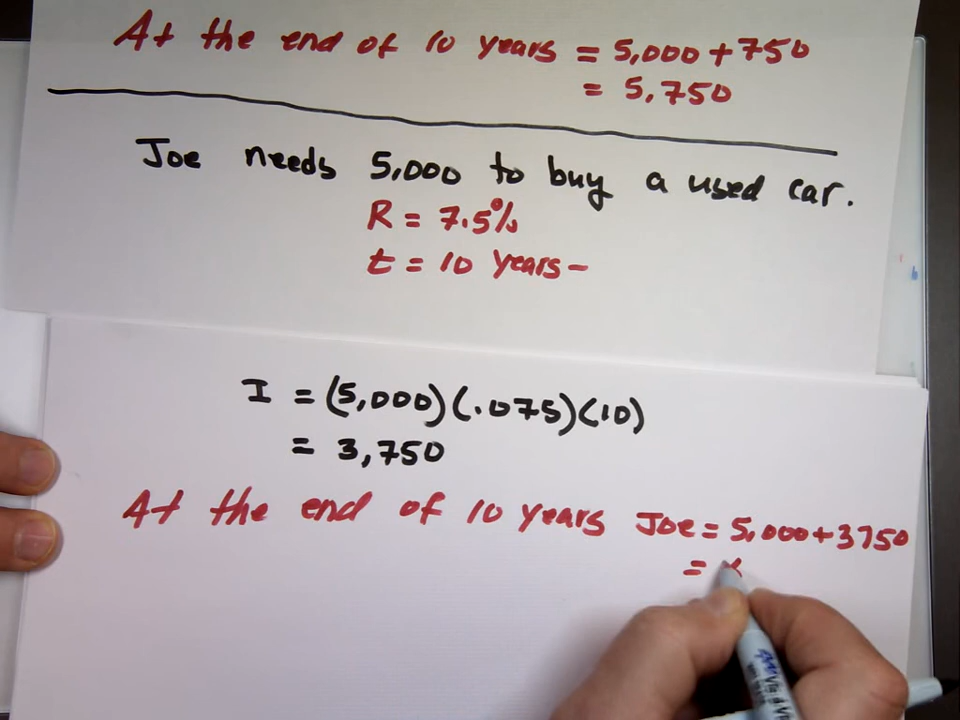 At the end of 10 years = 5,000 + 750
= 5,750
Joe needs 5,000 to buy a used car.
R = 7.5%
t = 10 years -
I = (5,000)(.075)(10)
= 3,750
At the end of 10 years Joe = 5,000 + 3750
=